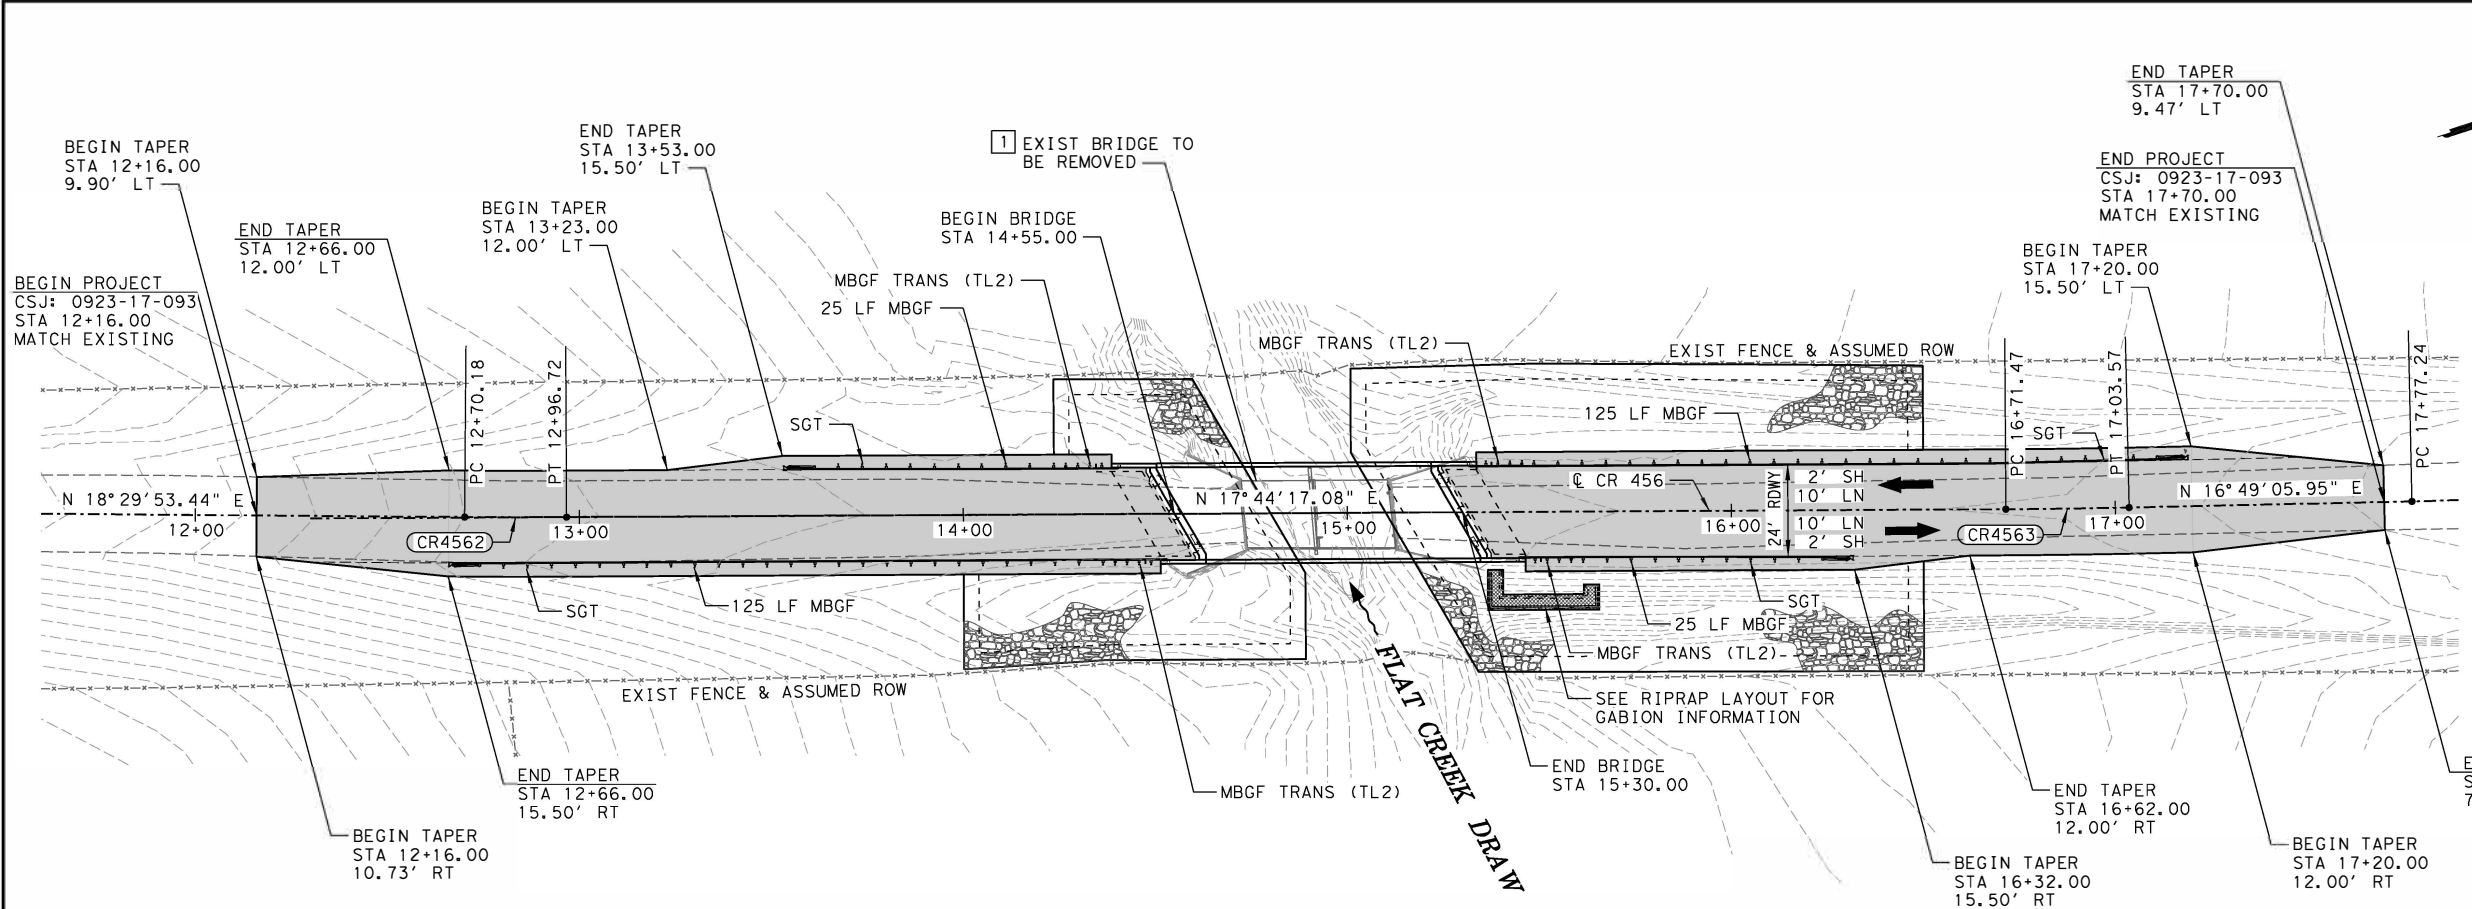 BEGIN TAPER
STA 12+16.00
9.90' LT
BEGIN PROJECT
CSJ: 0923-17-093
STA 12+16.00
MATCH EXISTING
END TAPER
STA 12+66.00
12.00' LT
BEGIN TAPER
STA 13+23.00
12.00' LT
END TAPER
STA 13+53.00
15.50' LT
1 EXIST BRIDGE TO
BE REMOVED
BEGIN BRIDGE
STA 14+55.00
MBGF TRANS (TL2)
25 LF MBGF
MBGF TRANS (TL2)
EXIST FENCE & ASSUMED ROW
END TAPER
STA 17+70.00
9.47' LT
END PROJECT
CSJ: 0923-17-093
STA 17+70.00
MATCH EXISTING
BEGIN TAPER
STA 17+20.00
15.50' LT
PC 12+70.18
PT 12+96.72
SGT
125 LF MBGF
SGT
PC 16+71.47
PT 17+03.57
PC 17+77.24
N 18°29'53.44" E
12+00
CR4562
13+00
14+00
N 17°44'17.08" E
15+00
℄ CR 456
16+00
24' RDWY
2' SH
10' LN
10' LN
2' SH
CR4563
17+00
N 16°49'05.95" E
SGT
125 LF MBGF
SGT
25 LF MBGF
MBGF TRANS (TL2)
SEE RIPRAP LAYOUT FOR
GABION INFORMATION
EXIST FENCE & ASSUMED ROW
FLAT CREEK DRAW
END TAPER
STA 12+66.00
15.50' RT
BEGIN TAPER
STA 12+16.00
10.73' RT
MBGF TRANS (TL2)
END BRIDGE
STA 15+30.00
END TAPER
STA 16+62.00
12.00' RT
BEGIN TAPER
STA 16+32.00
15.50' RT
BEGIN TAPER
STA 17+20.00
12.00' RT
E
S
7